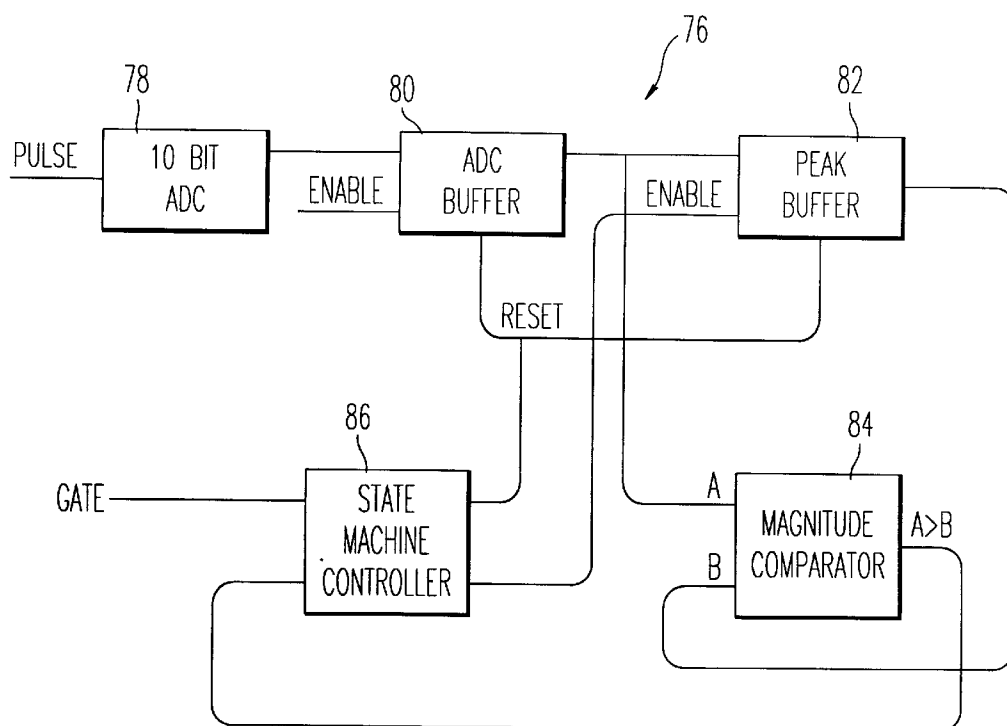 76
78
80
82
PULSE
10 BIT
ADC
ENABLE
ADC
BUFFER
ENABLE
PEAK
BUFFER
RESET
86
84
GATE
STATE
MACHINE
CONTROLLER
A
B
MAGNITUDE
COMPARATOR
A>B